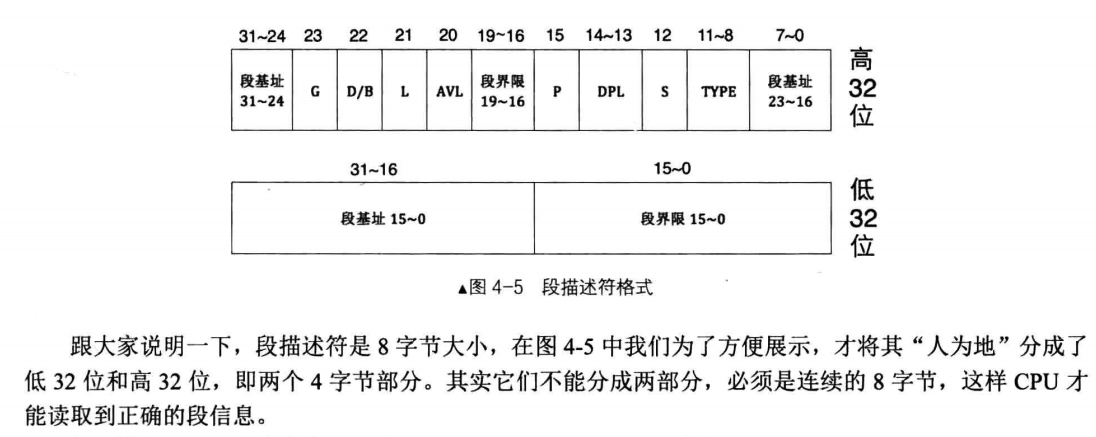 31~24 23 22 21 20 19~16 15 14~13 12 11~8 7~0
段基址 31~24 G D/B L AVL 段界限 19~16 P DPL S TYPE 段基址 23~16
高32位
31~16 15~0
段基址 15~0 段界限 15~0
低32位
▲图 4-5 段描述符格式
跟大家说明一下，段描述符是 8 字节大小，在图 4-5 中我们为了方便展示，才将其“人为地”分成了
低 32 位和高 32 位，即两个 4 字节部分。其实它们不能分成两部分，必须是连续的 8 字节，这样 CPU 才
能读取到正确的段信息。